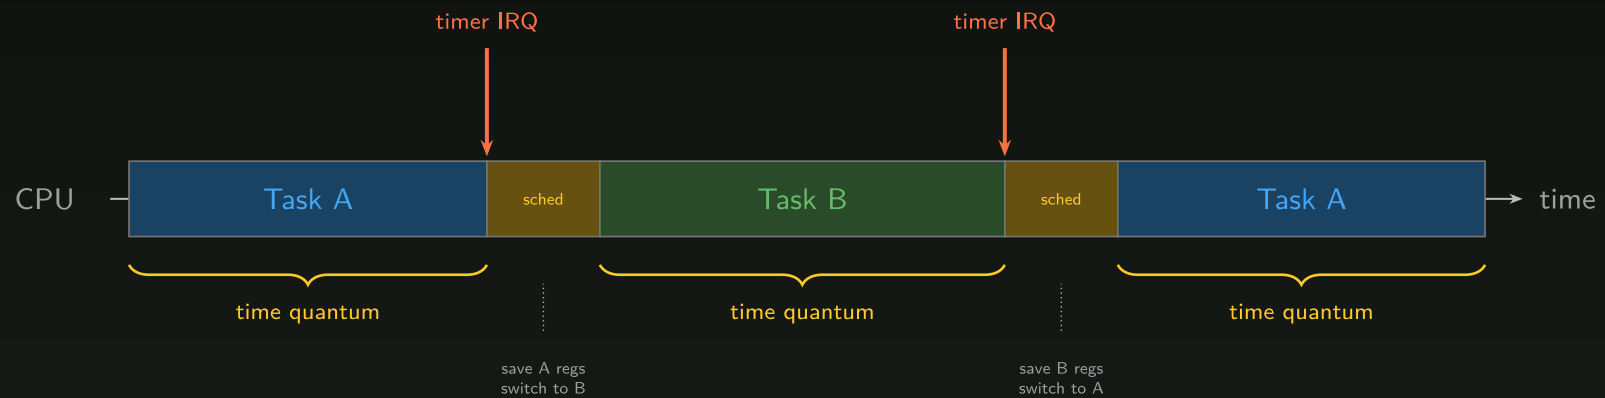 timer IRQ
timer IRQ
CPU
Task A
sched
Task B
sched
Task A
time
time quantum
time quantum
time quantum
save A regs
switch to B
save B regs
switch to A